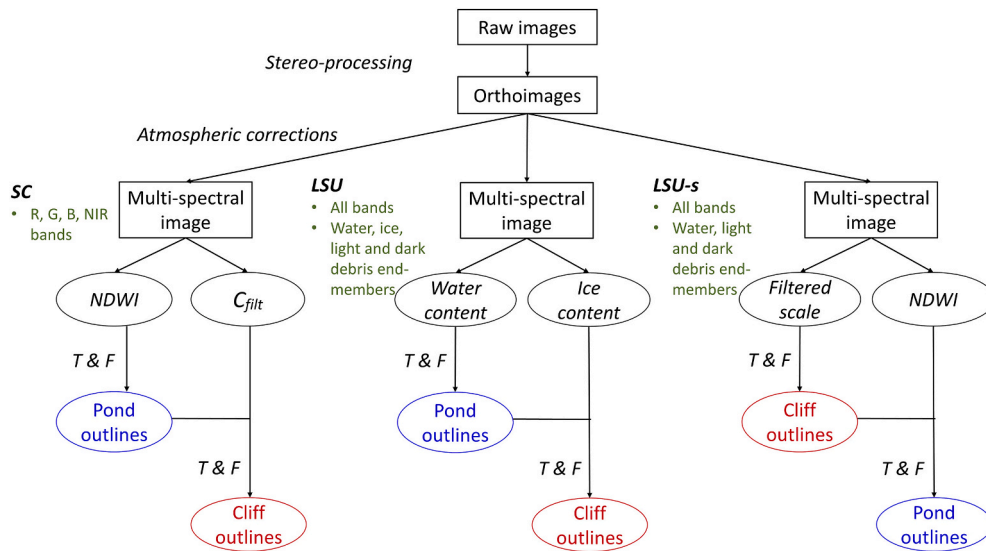 Raw images
Stereo-processing
Orthoimages
Atmospheric corrections
SC
• R, G, B, NIR
bands
Multi-spectral
image
LSU
• All bands
• Water, ice,
light and dark
debris end-
members
Multi-spectral
image
LSU-s
• All bands
• Water, light
and dark
debris end-
members
Multi-spectral
image
NDWI
Cfilt
Water
content
Ice
content
Filtered
scale
NDWI
T & F
T & F
T & F
Pond
outlines
Pond
outlines
Cliff
outlines
T & F
T & F
T & F
Cliff
outlines
Cliff
outlines
Pond
outlines